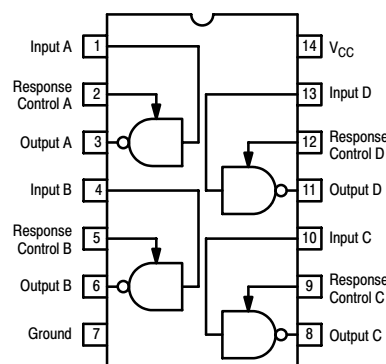 Input A 1
Response
Control A 2
Output A 3
Input B 4
Response
Control B 5
Output B 6
Ground 7
14 VCC
13 Input D
12 Response
Control D
11 Output D
10 Input C
9 Response
Control C
8 Output C